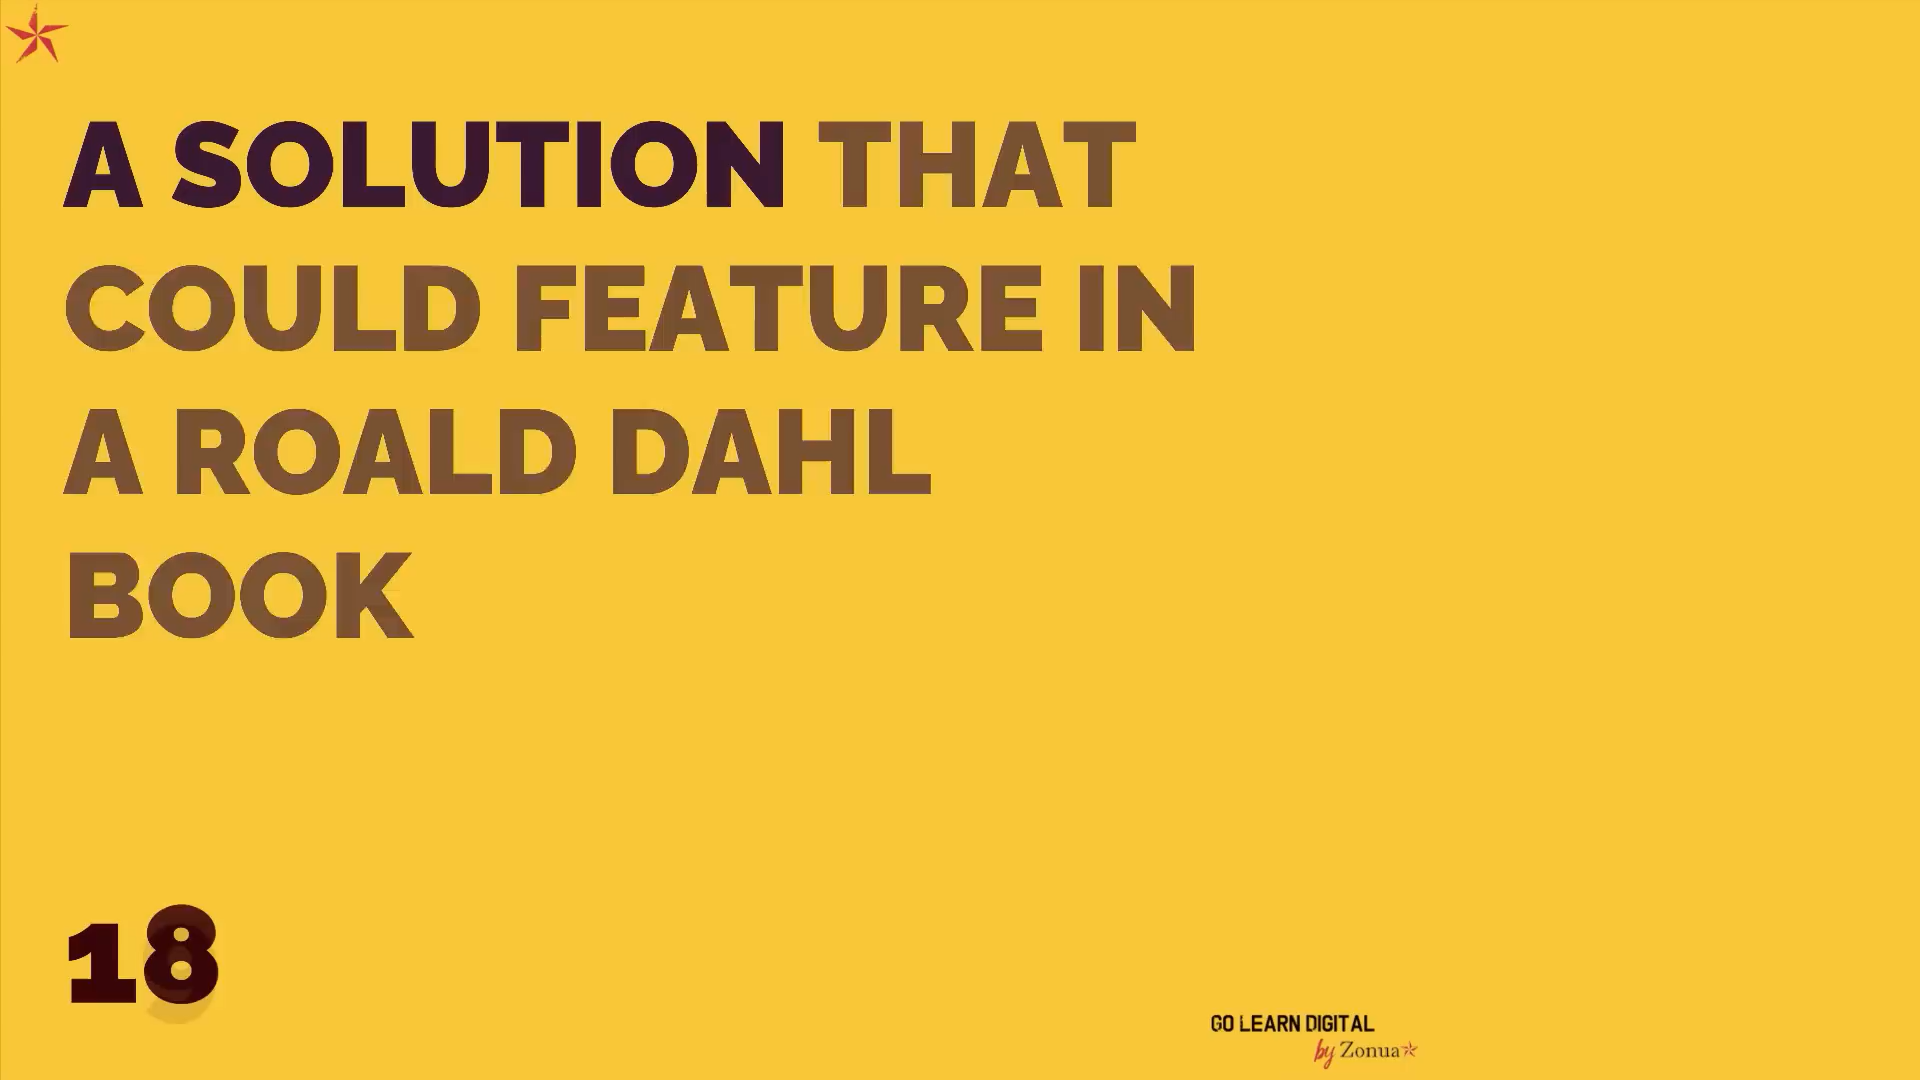 A SOLUTION THAT
COULD FEATURE IN
A ROALD DAHL
BOOK
18
GO LEARN DIGITAL
by Zonua